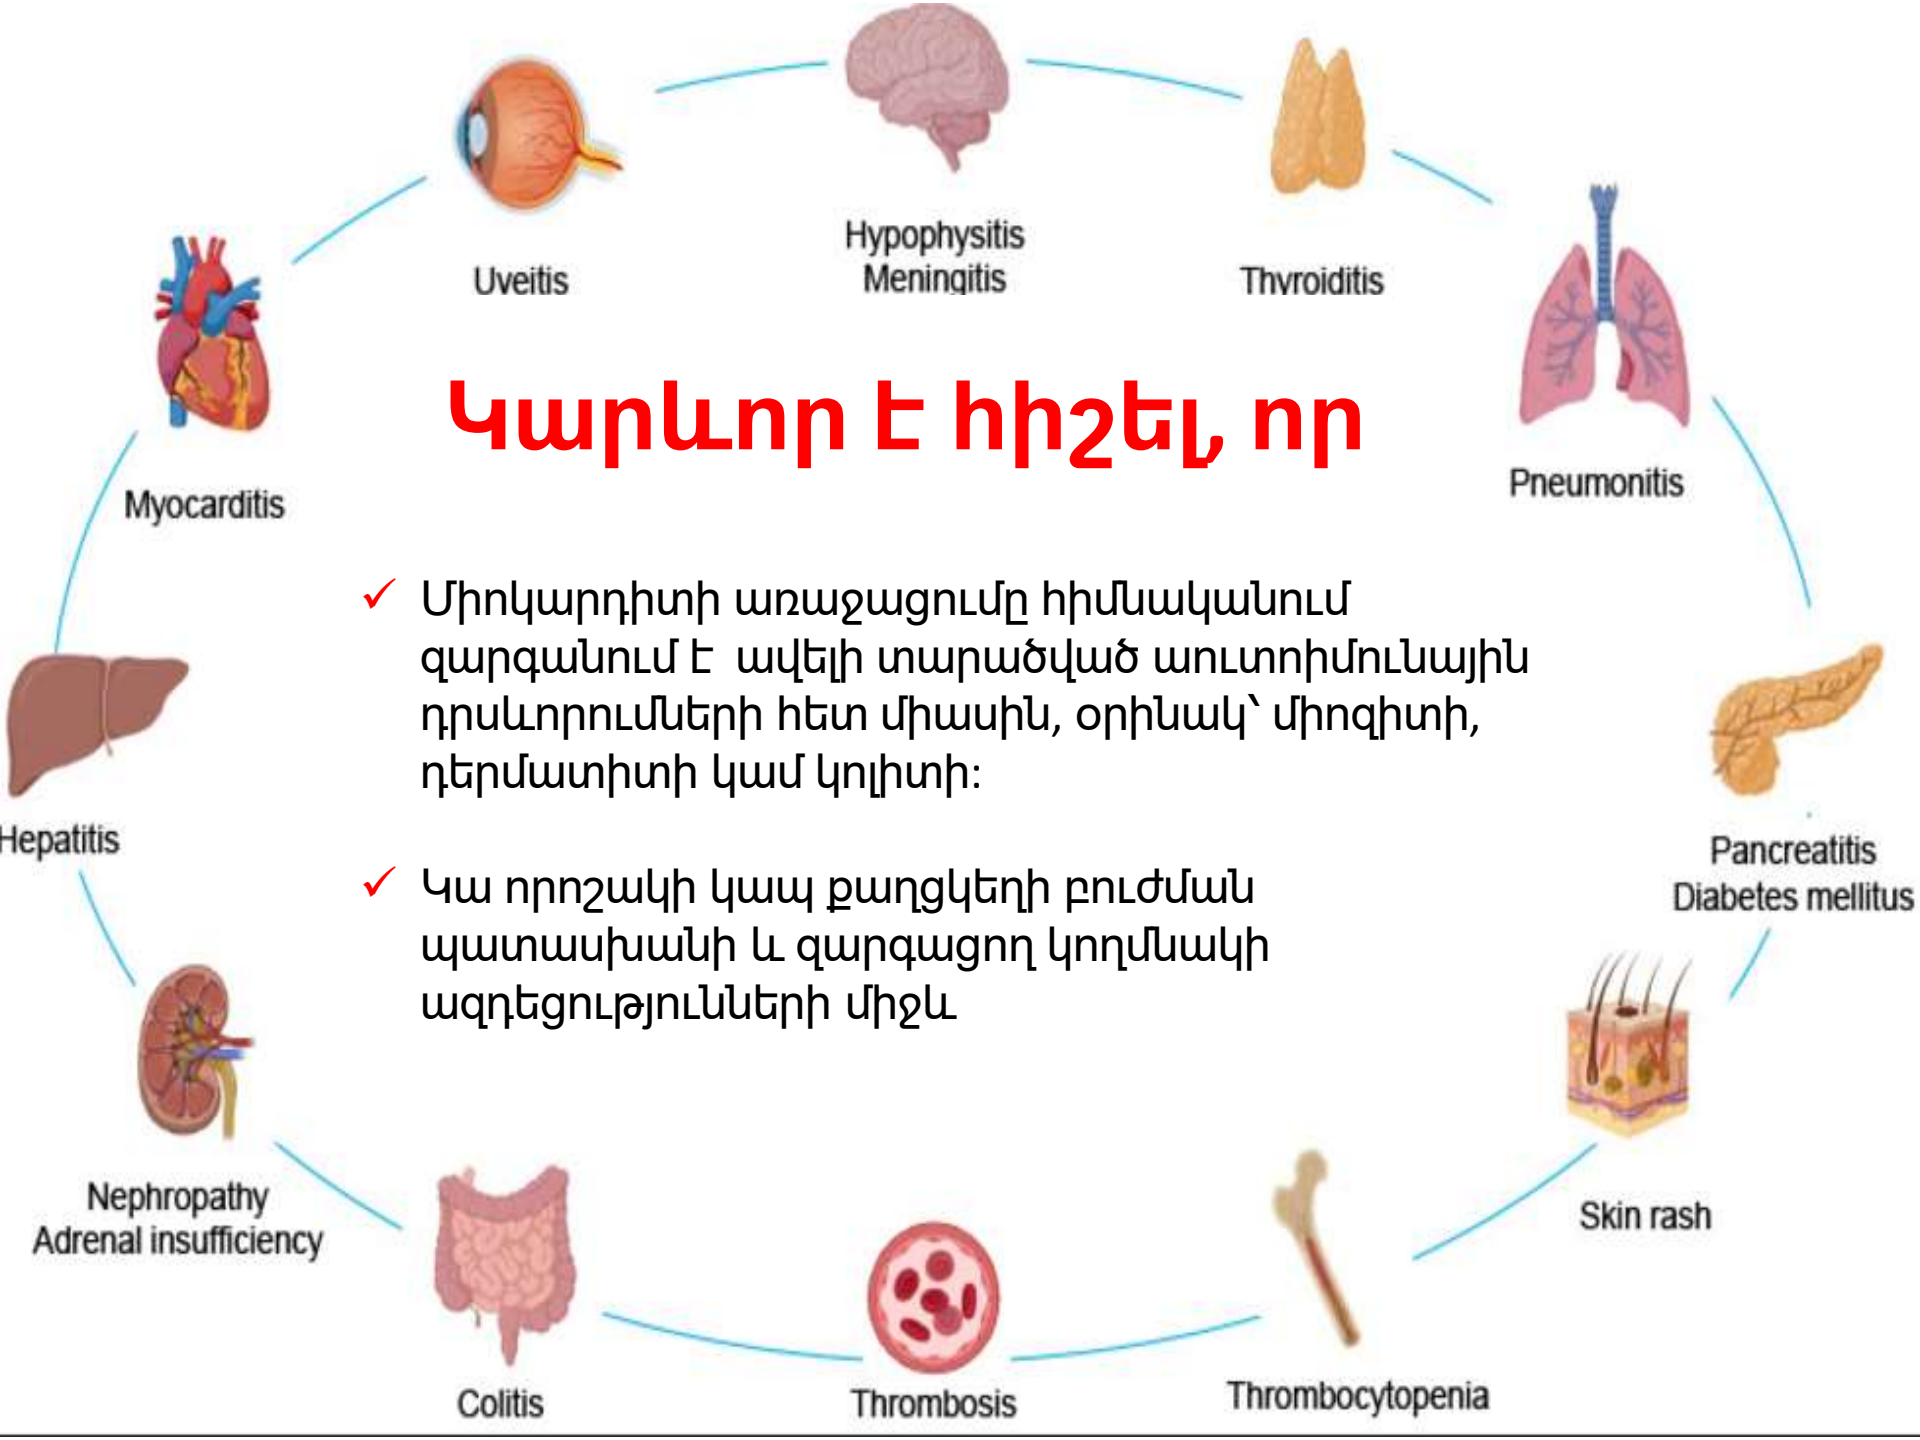 Hypophysitis
Meningitis
Uveitis
Thyroiditis
Կարևոր է հիշել, որ
Myocarditis
Pneumonitis
✓ Միոկարդիտի առաջացումը հիմնականում
զարգանում է ավելի տարածված աուտոիմունային
դրսևորումների հետ միասին, օրինակ՝ միոզիտի,
դերմատիտի կամ կոլիտի:
Hepatitis
Pancreatitis
Diabetes mellitus
✓ Կա որոշակի կապ քաղցկեղի բուժման
պատասխանի և զարգացող կողմնակի
ազդեցությունների միջև
Nephropathy
Adrenal insufficiency
Skin rash
Colitis
Thrombosis
Thrombocytopenia